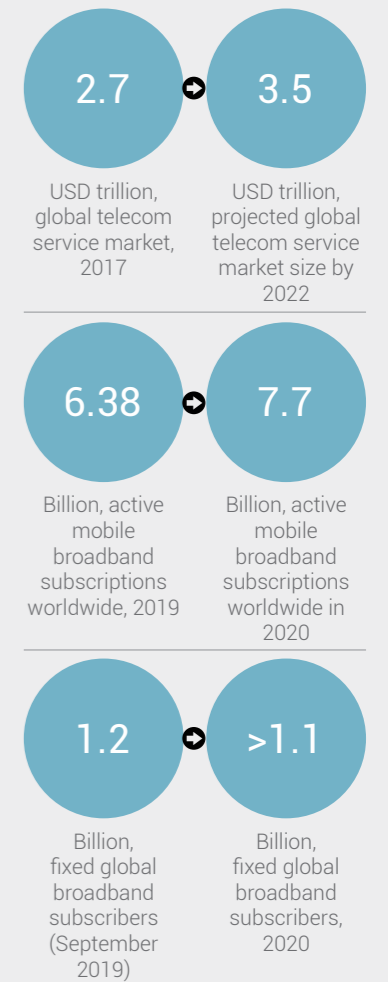 2.7
3.5
USD trillion,
global telecom
service market,
2017
USD trillion,
projected global
telecom service
market size by
2022
6.38
7.7
Billion, active
mobile
broadband
subscriptions
worldwide, 2019
Billion, active
mobile
broadband
subscriptions
worldwide in
2020
1.2
>1.1
Billion,
fixed global
broadband
subscribers
(September
2019)
Billion,
fixed global
broadband
subscribers,
2020